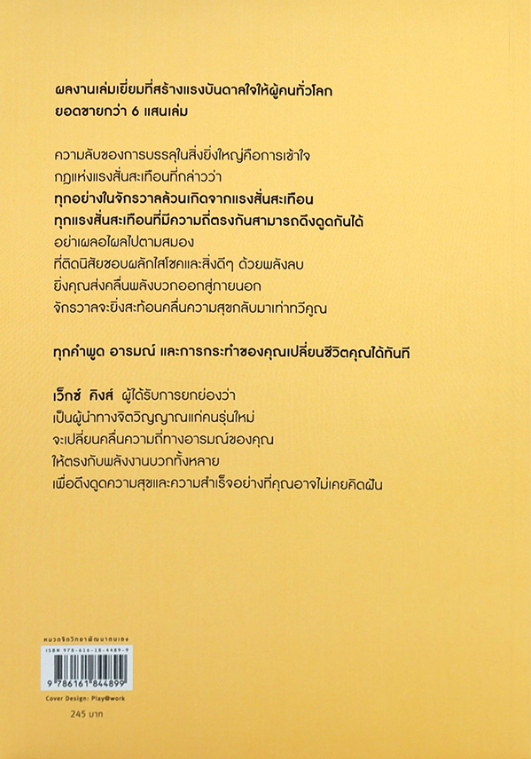 ผลงานเล่มเยี่ยมที่สร้างแรงบันดาลใจให้ผู้คนทั่วโลก
ยอดขายกว่า 6 แสนเล่ม
ความลับของการบรรลุในสิ่งยิ่งใหญ่คือการเข้าใจ
กฎแห่งแรงสั่นสะเทือนที่กล่าวว่า
ทุกอย่างในจักรวาลล้วนเกิดจากแรงสั่นสะเทือน
ทุกแรงสั่นสะเทือนที่มีความถี่ตรงกันสามารถดึงดูดกันได้
อย่าเผลอไผลไปตามสมอง
ที่ติดนิสัยชอบผลักไสโชคและสิ่งดีๆ ด้วยพลังลบ
ยิ่งคุณส่งคลื่นพลังบวกออกสู่ภายนอก
จักรวาลจะยิ่งสะท้อนคลื่นความสุขกลับมาเท่าทวีคูณ
ทุกคำพูด อารมณ์ และการกระทำของคุณเปลี่ยนชีวิตคุณได้ทันที
เว็กซ์ คิงส์ ผู้ได้รับการยกย่องว่า
เป็นผู้นำทางจิตวิญญาณแก่คนรุ่นใหม่
จะเปลี่ยนคลื่นความถี่ทางอารมณ์ของคุณ
ให้ตรงกับพลังงานบวกทั้งหลาย
เพื่อดึงดูดความสุขและความสำเร็จอย่างที่คุณอาจไม่เคยคิดฝัน
หมวดจิตวิทยาพัฒนาตนเอง
ISBN 978-616-18-4489-9
9 786161 844899
Cover Design: Play@work
245 บาท